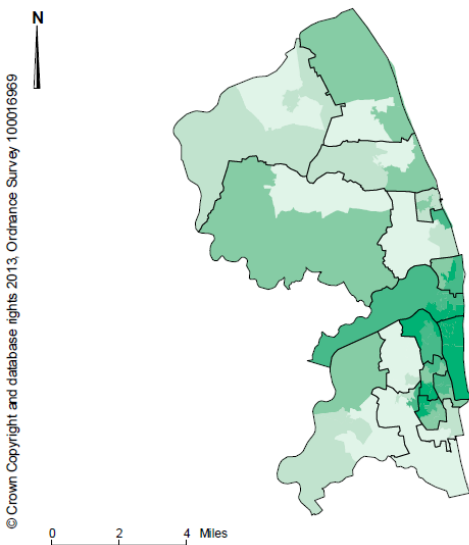 N
© Crown Copyright and database rights 2013, Ordnance Survey 100016969
0 2 4 Miles